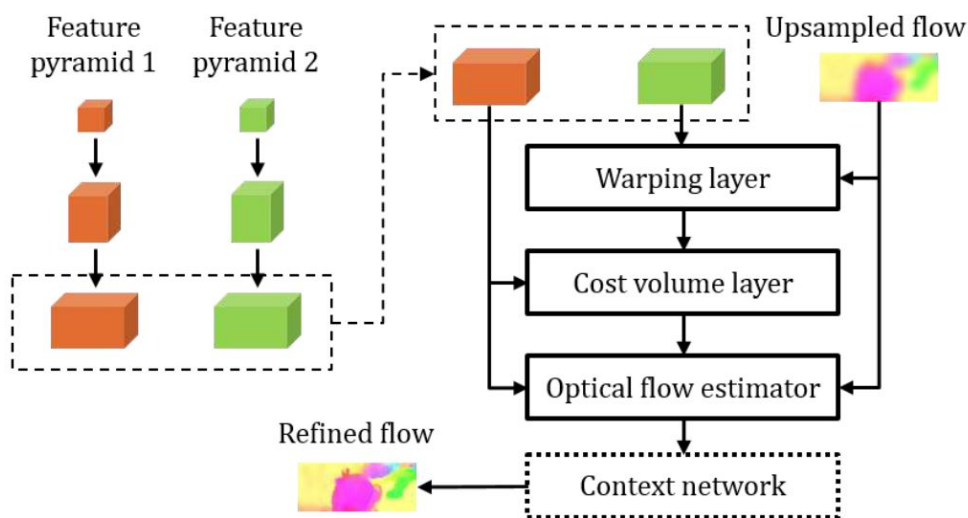 Feature
pyramid 1
Feature
pyramid 2
Upsampled flow
Warping layer
Cost volume layer
Optical flow estimator
Refined flow
Context network